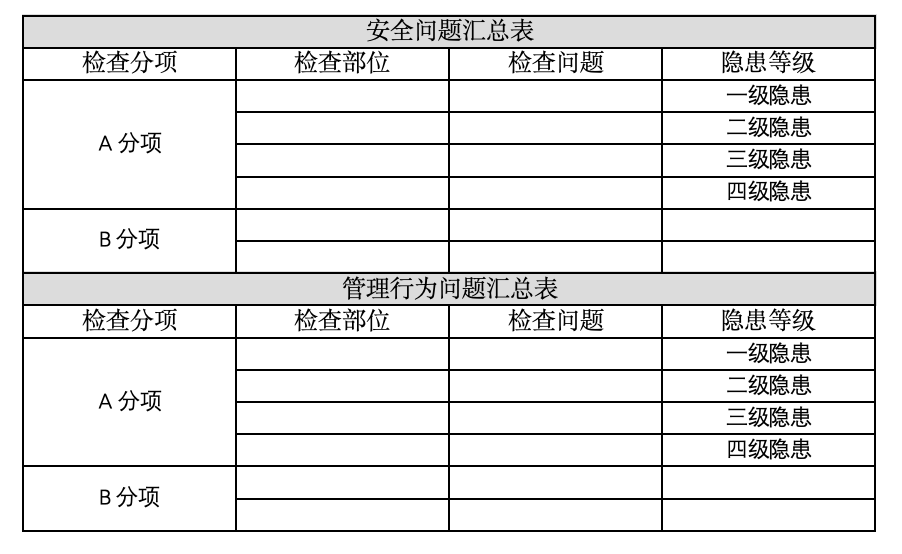 安全问题汇总表
检查分项 检查部位 检查问题 隐患等级
一级隐患
二级隐患
A 分项
三级隐患
四级隐患
B 分项
管理行为问题汇总表
检查分项 检查部位 检查问题 隐患等级
一级隐患
二级隐患
A 分项
三级隐患
四级隐患
B 分项